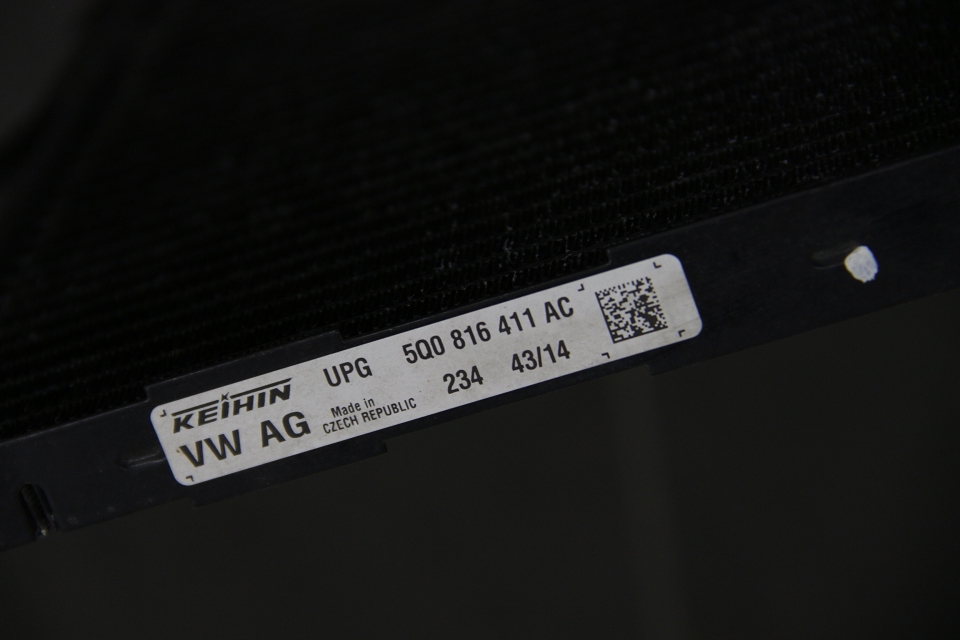 KEIHIN UPG 5Q0 816 411 AC
VW AG Made in CZECH REPUBLIC 234 43/14